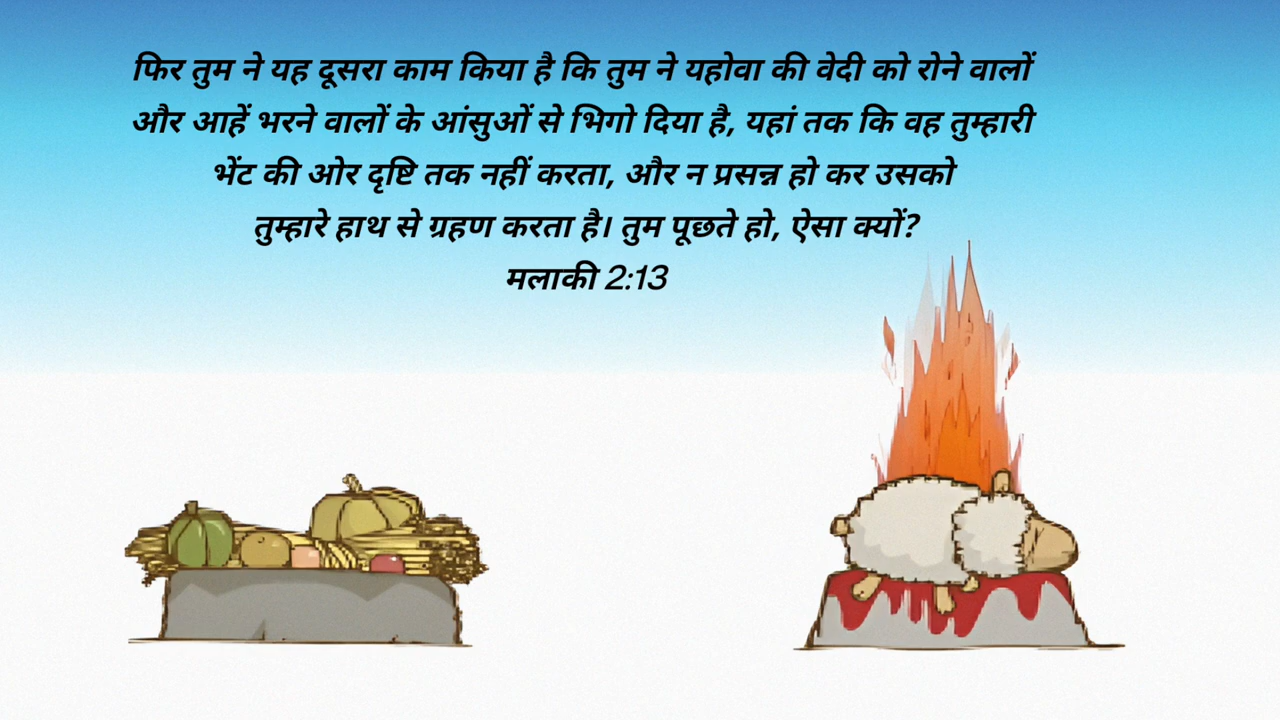 फिर तुम ने यह दूसरा काम किया है कि तुम ने यहोवा की वेदी को रोने वालों
और आहें भरने वालों के आंसुओं से भिगो दिया है, यहां तक कि वह तुम्हारी
भेंट की ओर दृष्टि तक नहीं करता, और न प्रसन्न हो कर उसको
तुम्हारे हाथ से ग्रहण करता है। तुम पूछते हो, ऐसा क्यों?
मलाकी 2:13